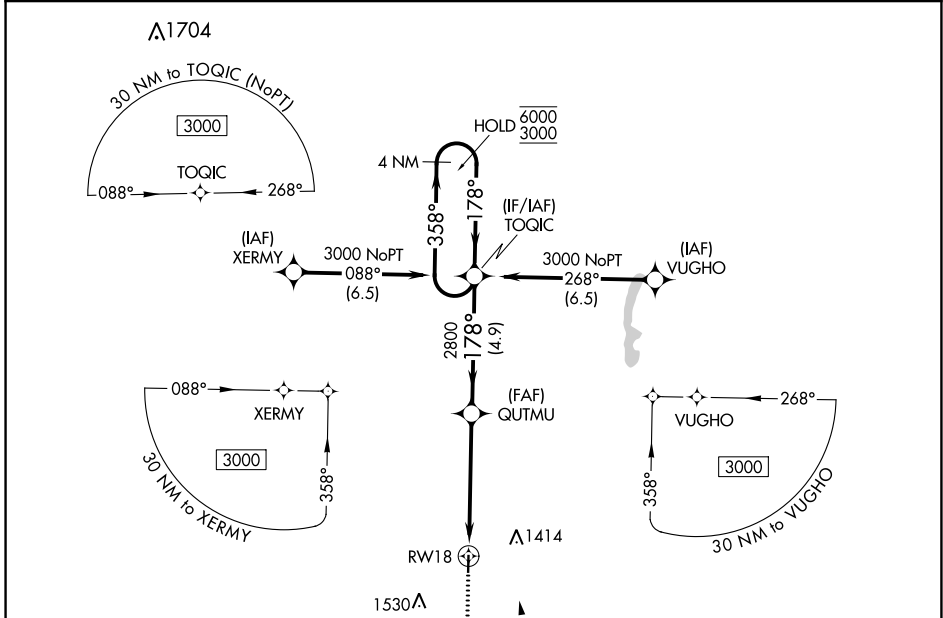 1704
30 NM to TOQIC (NoPT)
3000
TOQIC
088°
268°
HOLD
6000
3000
4 NM
358°
178°
(IF/IAF)
TOQIC
(IAF)
XERMY
3000 NoPT
088°
(6.5)
3000 NoPT
268°
(6.5)
(IAF)
VUGHO
2800
178°
(4.9)
(FAF)
QUTMU
088°
XERMY
3000
358°
30 NM to XERMY
268°
VUGHO
3000
358°
30 NM to VUGHO
1414
RW18
1530